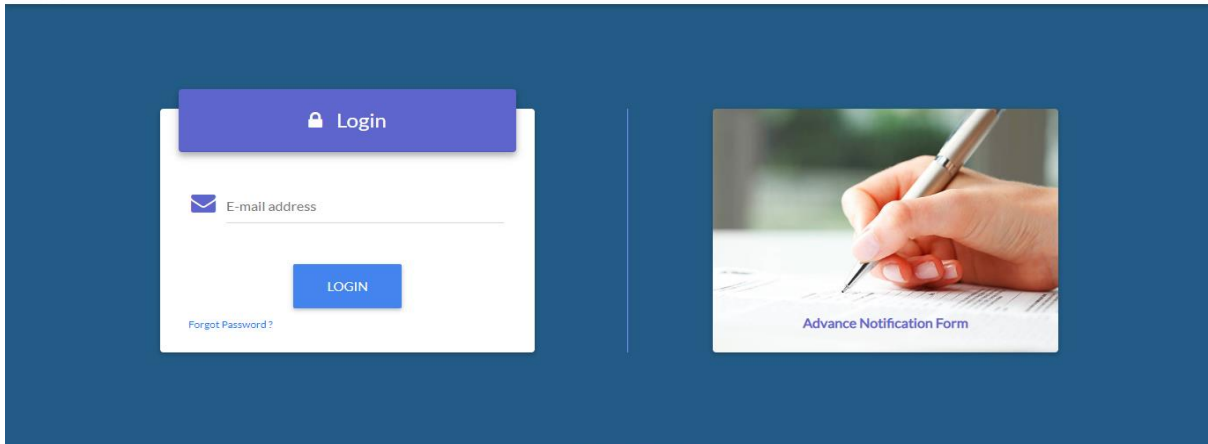 Login
E-mail address
LOGIN
Forgot Password ?
Advance Notification Form